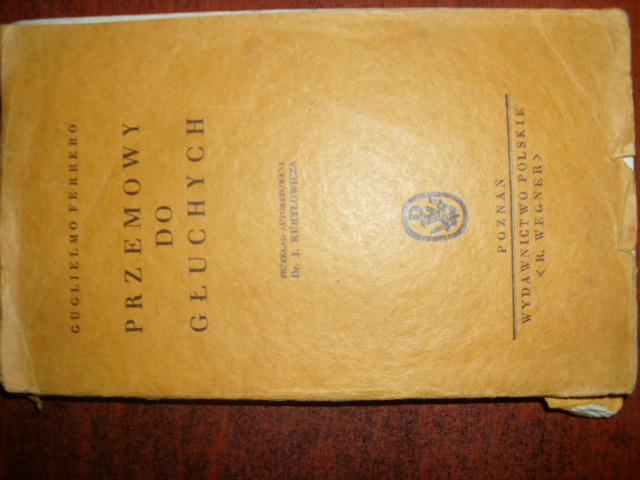 GUGLIELMO FERRERO
PRZEMOWY
DO
GŁUCHYCH
PRZEKŁAD AUTORYZOWANY
Dr. J. KURYŁOWICZA
POZNAŃ
WYDAWNICTWO POLSKIE
< R. WEGNER >